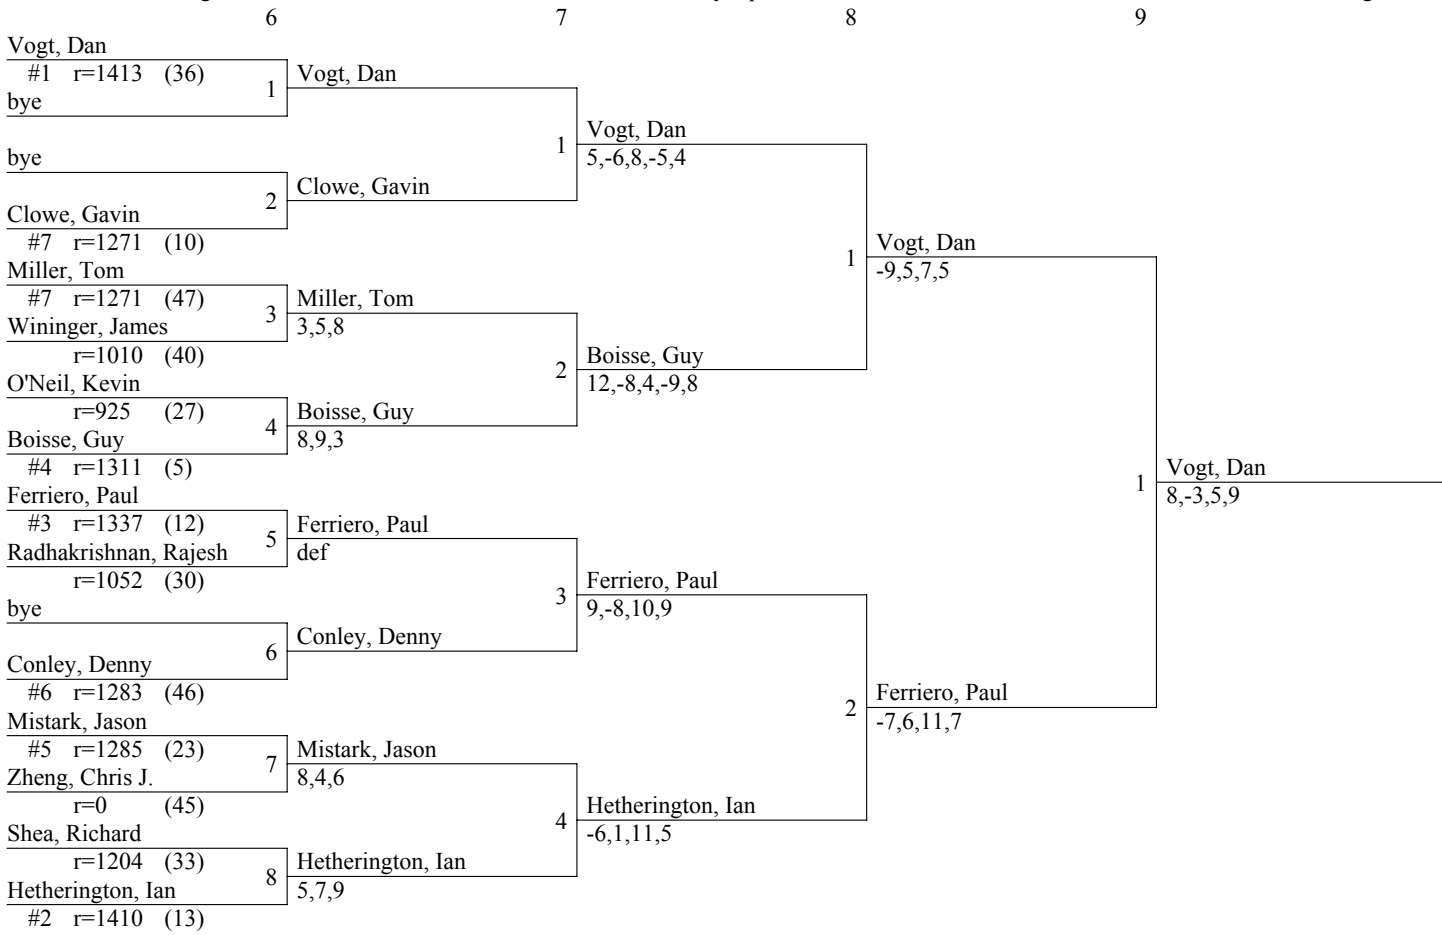 6 7 8 9
Vogt, Dan
#1 r=1413 (36)
bye
1
Vogt, Dan
bye
Clowe, Gavin
#7 r=1271 (10)
2
Clowe, Gavin
Miller, Tom
#7 r=1271 (47)
Wininger, James
r=1010 (40)
3
Miller, Tom
3,5,8
O'Neil, Kevin
r=925 (27)
Boisse, Guy
#4 r=1311 (5)
4
Boisse, Guy
8,9,3
Ferriero, Paul
#3 r=1337 (12)
Radhakrishnan, Rajesh
r=1052 (30)
5
Ferriero, Paul
def
bye
Conley, Denny
#6 r=1283 (46)
6
Conley, Denny
Mistark, Jason
#5 r=1285 (23)
Zheng, Chris J.
r=0 (45)
7
Mistark, Jason
8,4,6
Shea, Richard
r=1204 (33)
Hetherington, Ian
#2 r=1410 (13)
8
Hetherington, Ian
5,7,9
1
Vogt, Dan
5,-6,8,-5,4
2
Boisse, Guy
12,-8,4,-9,8
3
Ferriero, Paul
9,-8,10,9
4
Hetherington, Ian
-6,1,11,5
1
Vogt, Dan
-9,5,7,5
2
Ferriero, Paul
-7,6,11,7
1
Vogt, Dan
8,-3,5,9